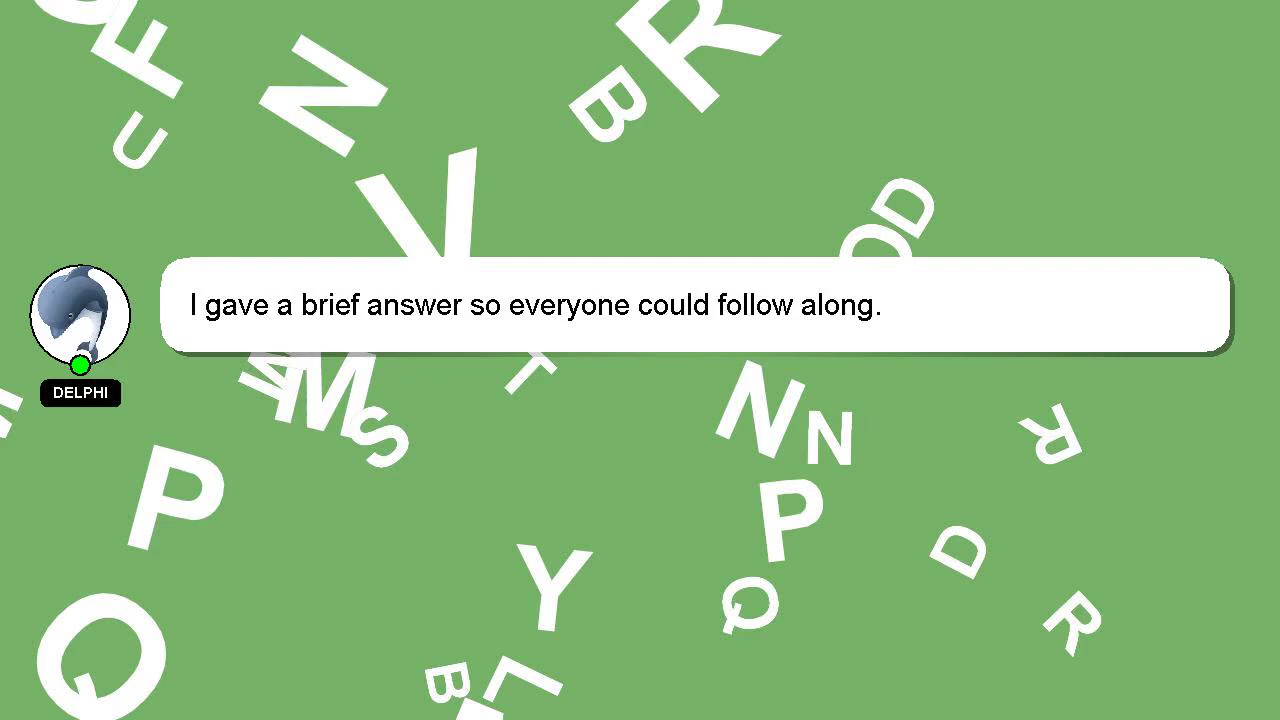 I gave a brief answer so everyone could follow along.
DELPHI
F
U
N
B
R
V
D
O
M
M
S
T
N
N
R
P
P
Y
Q
D
R
Q
B
L